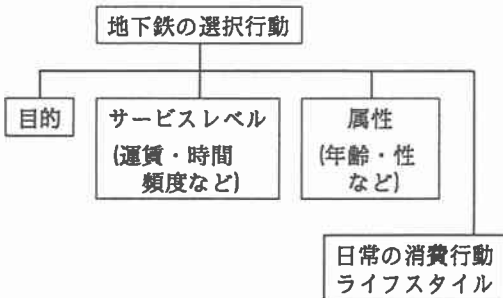 地下鉄の選択行動
目的
サービスレベル
(運賃・時間
頻度など)
属性
(年齢・性
など)
日常の消費行動
ライフスタイル